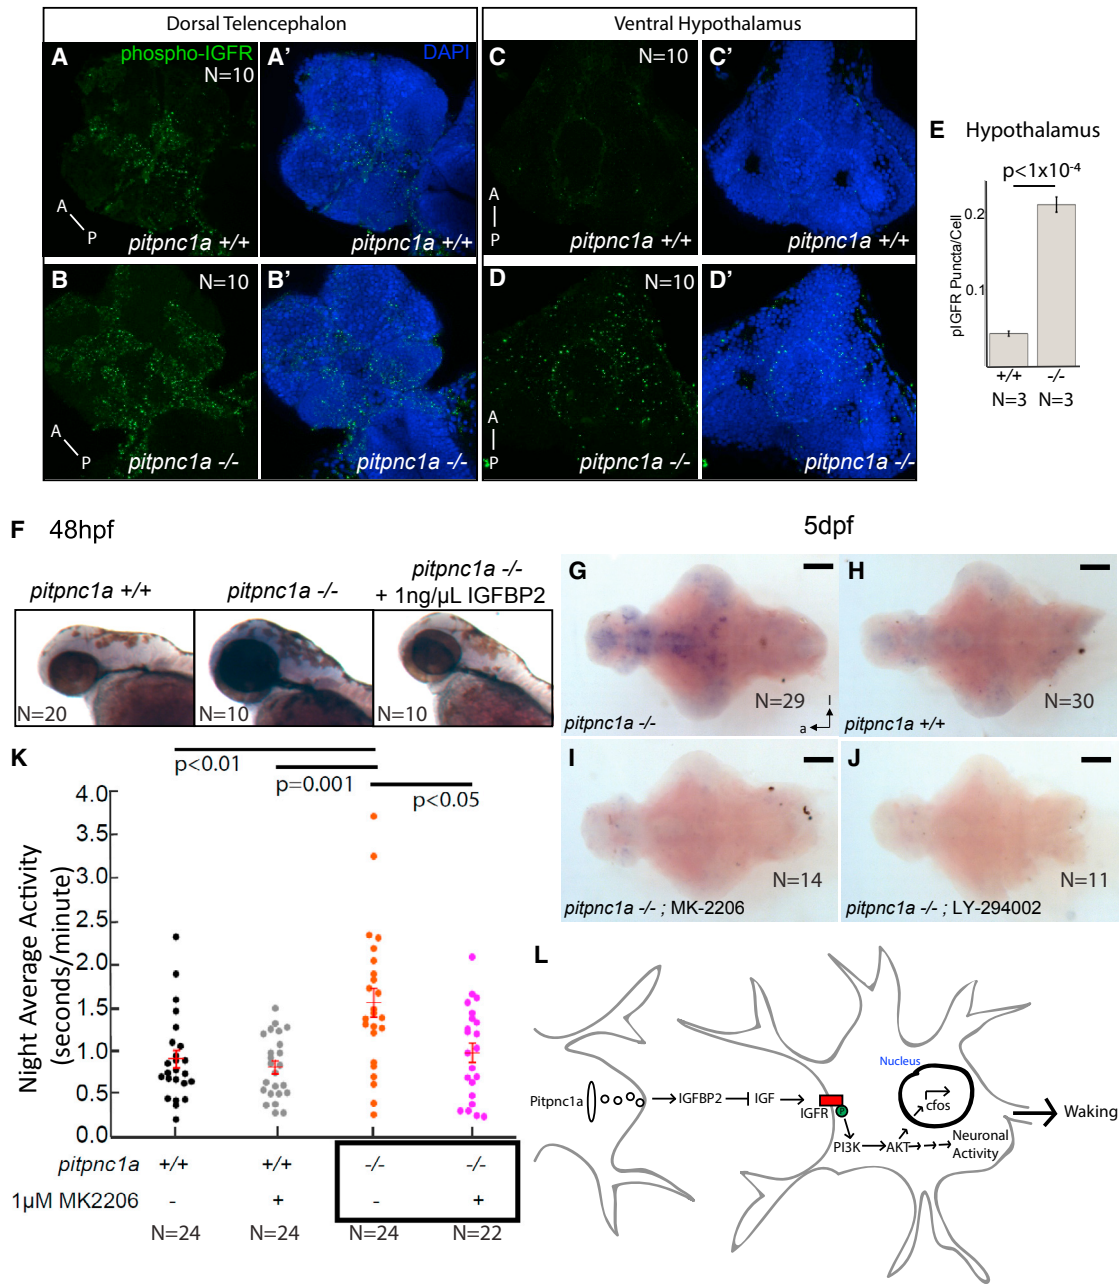 Dorsal Telencephalon
Ventral Hypothalamus
A
phospho-IGFR
N=10
A
P
pitpnc1a +/+
A'
DAPI
pitpnc1a +/+
C
N=10
A
P
pitpnc1a +/+
C'
pitpnc1a +/+
B
N=10
A
P
pitpnc1a -/-
B'
pitpnc1a -/-
D
N=10
A
P
pitpnc1a -/-
D'
pitpnc1a -/-
E Hypothalamus
p<1x10-4
pIGFR Puncta/Cell
0.2
0.1
+/+ -/-
N=3 N=3
F 48hpf
pitpnc1a +/+
pitpnc1a -/-
pitpnc1a -/-
+ 1ng/µL IGFBP2
N=20
N=10
N=10
5dpf
G
N=29
l
a
pitpnc1a -/-
H
N=30
pitpnc1a +/+
I
N=14
pitpnc1a -/- ; MK-2206
J
N=11
pitpnc1a -/- ; LY-294002
K
p<0.01
p=0.001
p<0.05
Night Average Activity
(seconds/minute)
4.0
3.5
3.0
2.5
2.0
1.5
1.0
0.5
0.0
pitpnc1a +/+ +/+ -/- -/-
1µM MK2206 - + - +
N=24 N=24 N=24 N=22
L
Nucleus
cfos
Pitpnc1a
IGFBP2
IGF
IGFR
P
PI3K
AKT
Neuronal
Activity
Waking